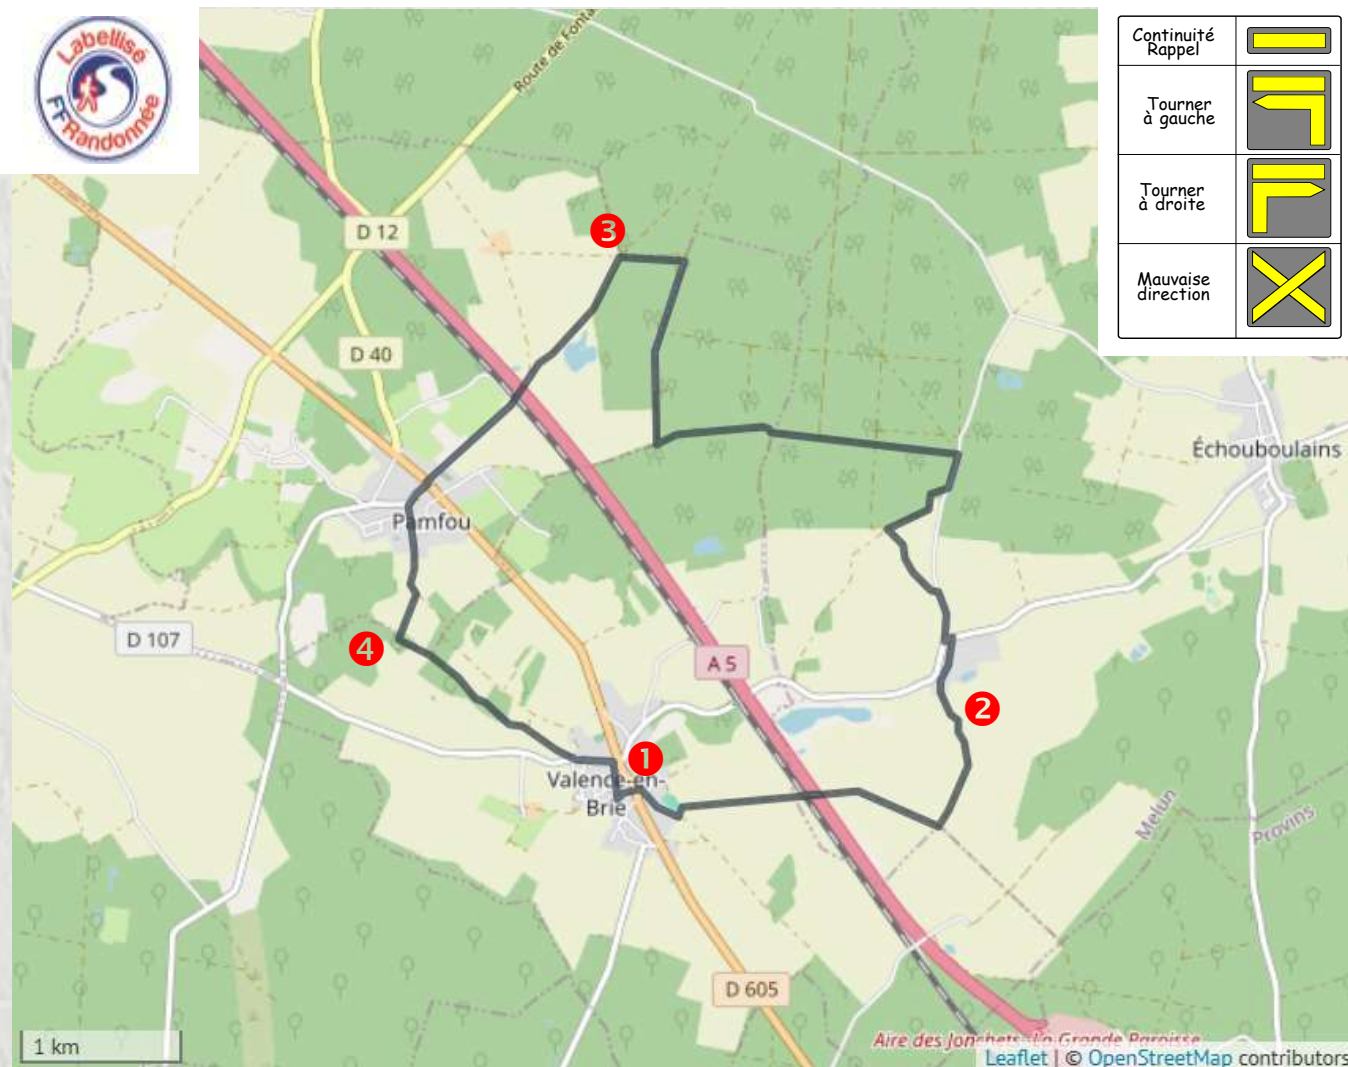 Labellisé
FFRandonnée
Route de Fonta
Continuité
Rappel
Tourner
à gauche
Tourner
à droite
Mauvaise
direction
3
D 12
D 40
Échouboulains
Pamfou
D 107
4
A 5
2
1
Valence-en-
Brie
Melun
Provins
D 605
Aire des Jonchets - La Grande Paroisse
1 km
Leaflet | © OpenStreetMap contributors